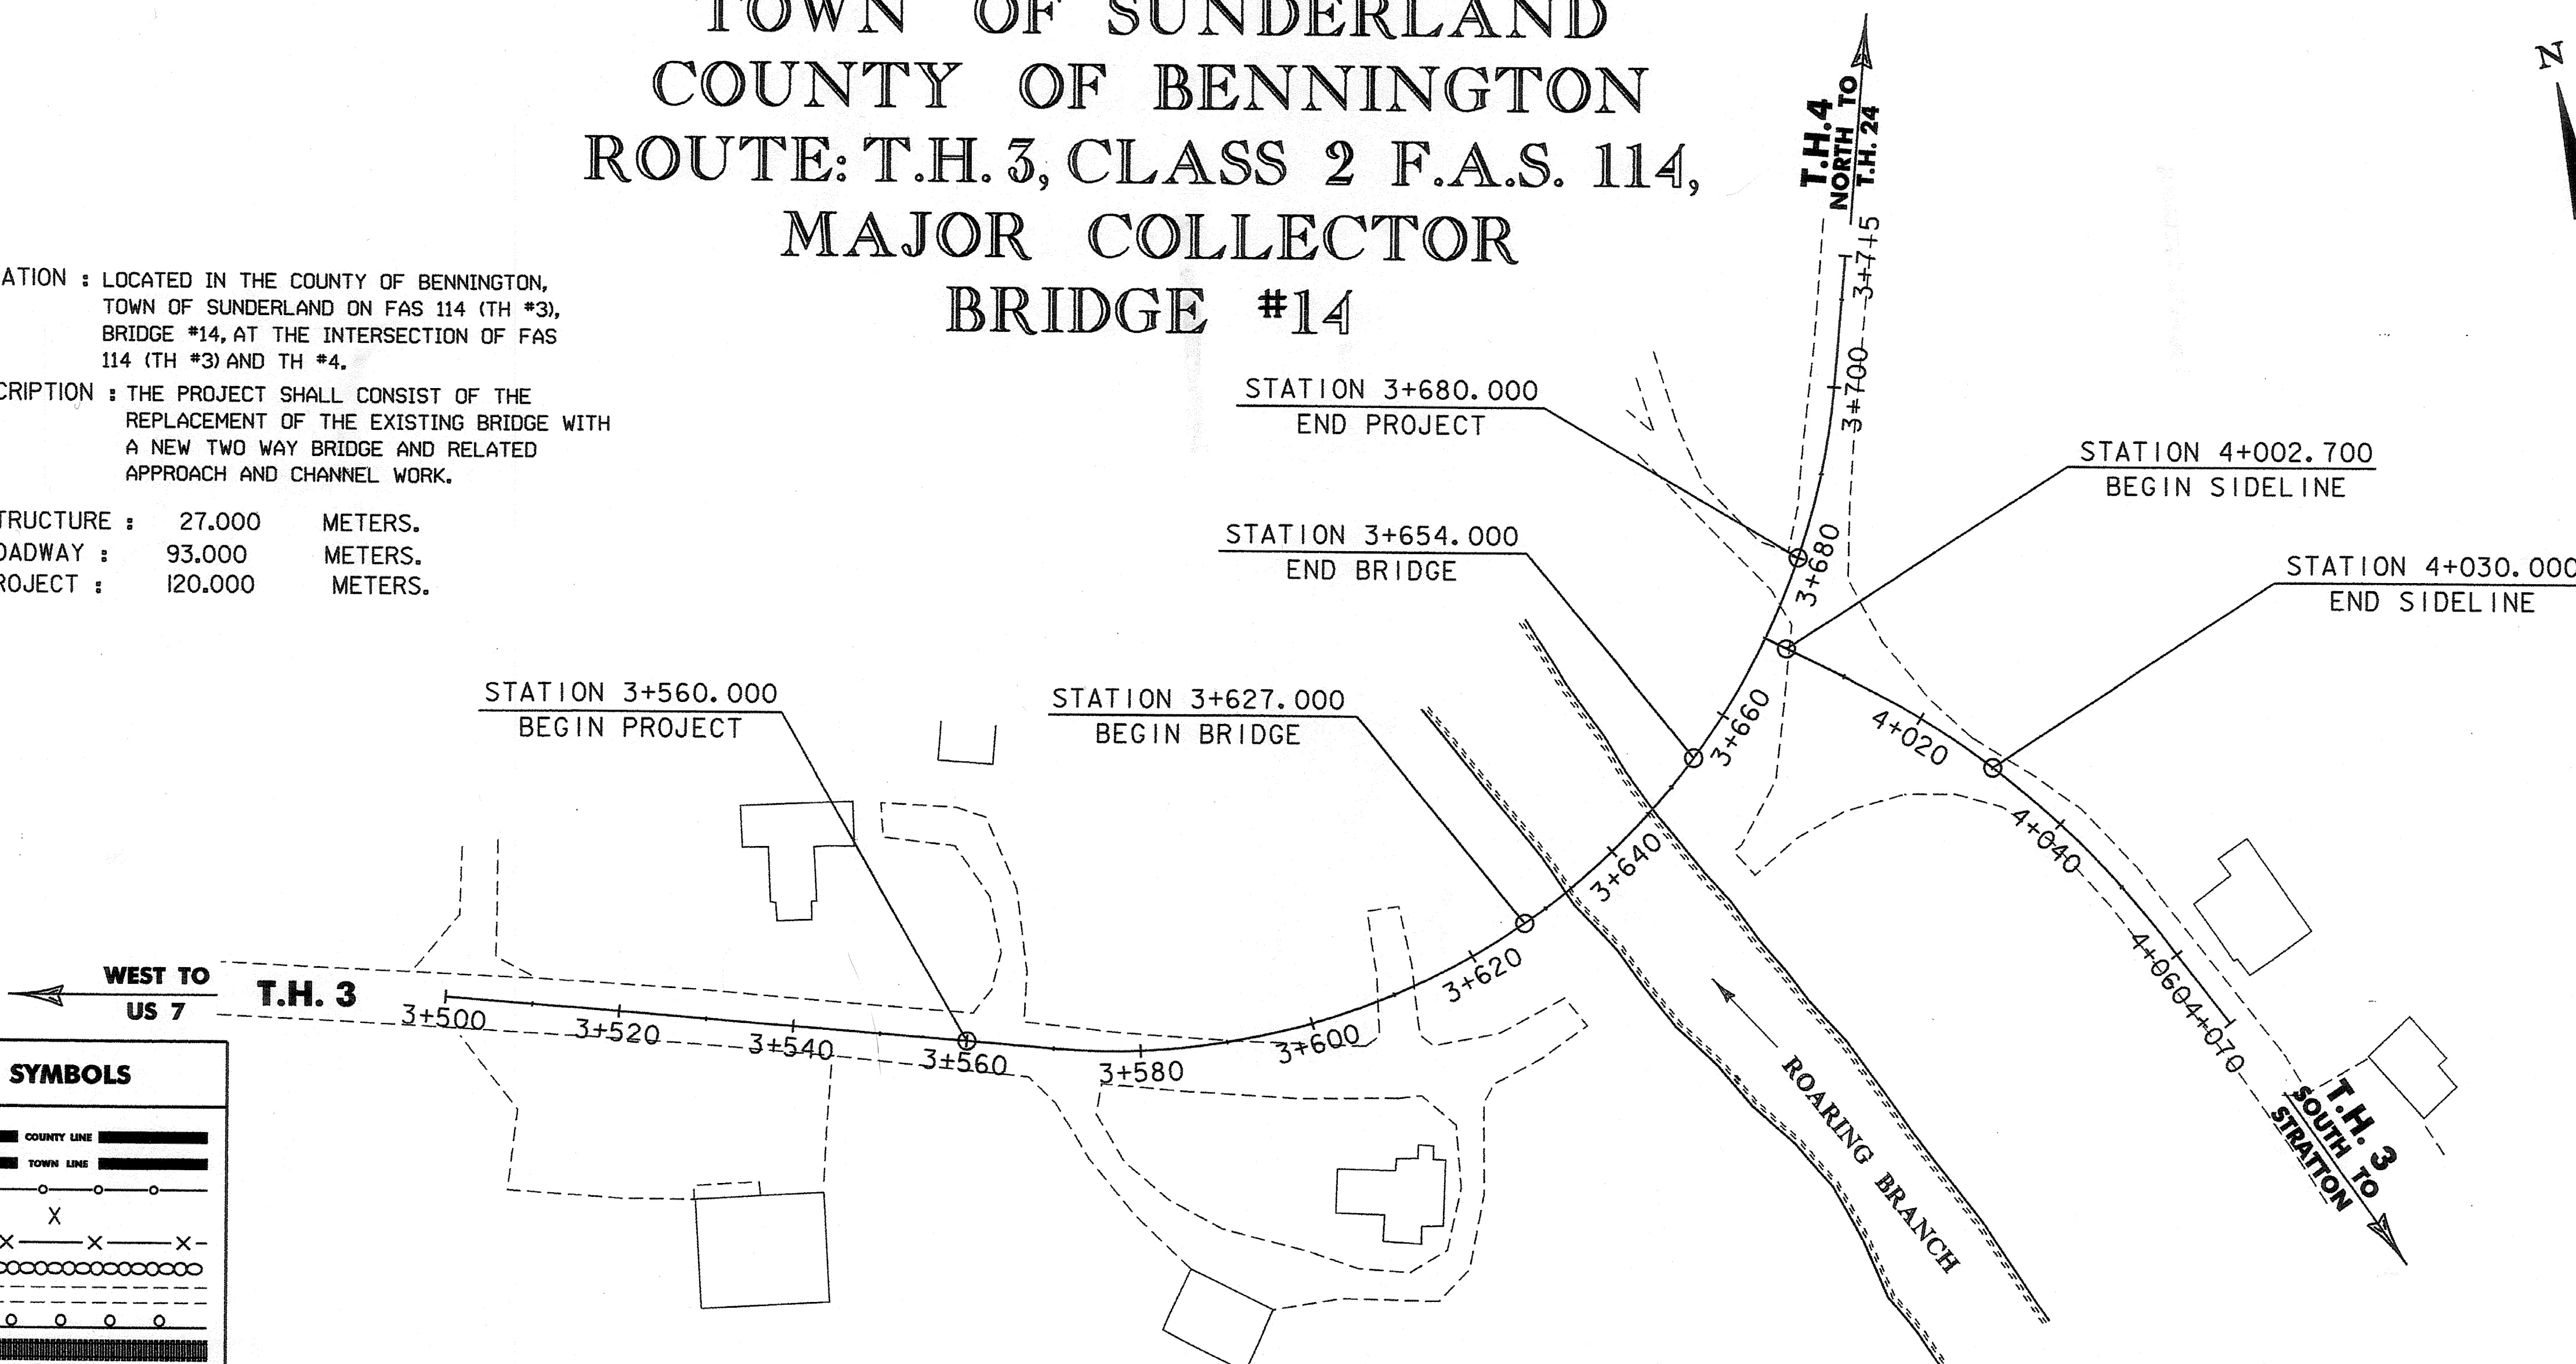 TOWN OF SUNDERLAND
COUNTY OF BENNINGTON
ROUTE: T.H. 3, CLASS 2 F.A.S. 114,
MAJOR COLLECTOR
BRIDGE #14
N
T.H.4
NORTH TO
T.H. 24
ATION : LOCATED IN THE COUNTY OF BENNINGTON,
TOWN OF SUNDERLAND ON FAS 114 (TH #3),
BRIDGE #14, AT THE INTERSECTION OF FAS
114 (TH #3) AND TH #4.
CRIPTION : THE PROJECT SHALL CONSIST OF THE
REPLACEMENT OF THE EXISTING BRIDGE WITH
A NEW TWO WAY BRIDGE AND RELATED
APPROACH AND CHANNEL WORK.
TRUCTURE : 27.000 METERS.
OADWAY : 93.000 METERS.
ROJECT : 120.000 METERS.
STATION 3+680.000
END PROJECT
STATION 4+002.700
BEGIN SIDELINE
STATION 3+654.000
END BRIDGE
STATION 4+030.000
END SIDELINE
STATION 3+560.000
BEGIN PROJECT
STATION 3+627.000
BEGIN BRIDGE
3+715
3+700
3+680
3+660
3+640
3+620
3+600
3+580
3+560
3+540
3+520
3+500
4+020
4+040
4+060
4+070
WEST TO
US 7
T.H. 3
ROARING BRANCH
T.H. 3
SOUTH TO
STRATTON
SYMBOLS
COUNTY LINE
TOWN LINE